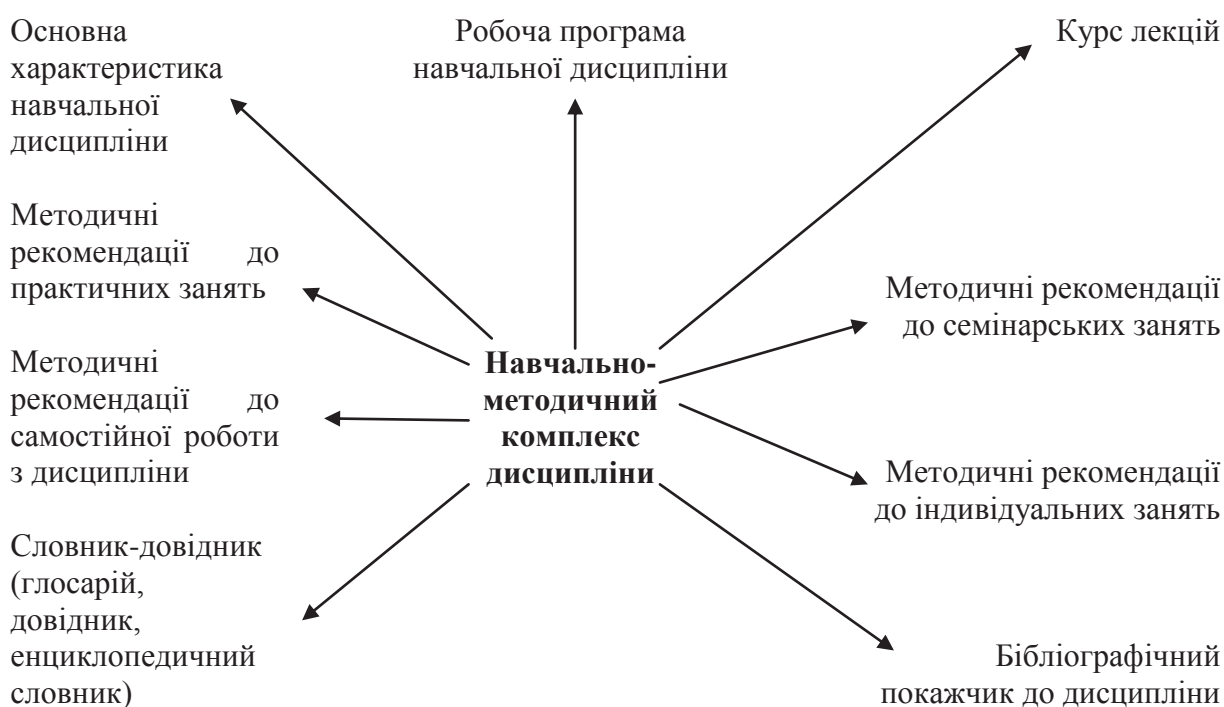 Основна
характеристика
навчальної
дисципліни
Робоча програма
навчальної дисципліни
Курс лекцій
Методичні
рекомендації до
практичних занять
Методичні рекомендації
до семінарських занять
Методичні
рекомендації до
самостійної роботи
з дисципліни
Навчально-
методичний
комплекс
дисципліни
Методичні рекомендації
до індивідуальних занять
Словник-довідник
(глосарій,
довідник,
енциклопедичний
словник)
Бібліографічний
покажчик до дисципліни